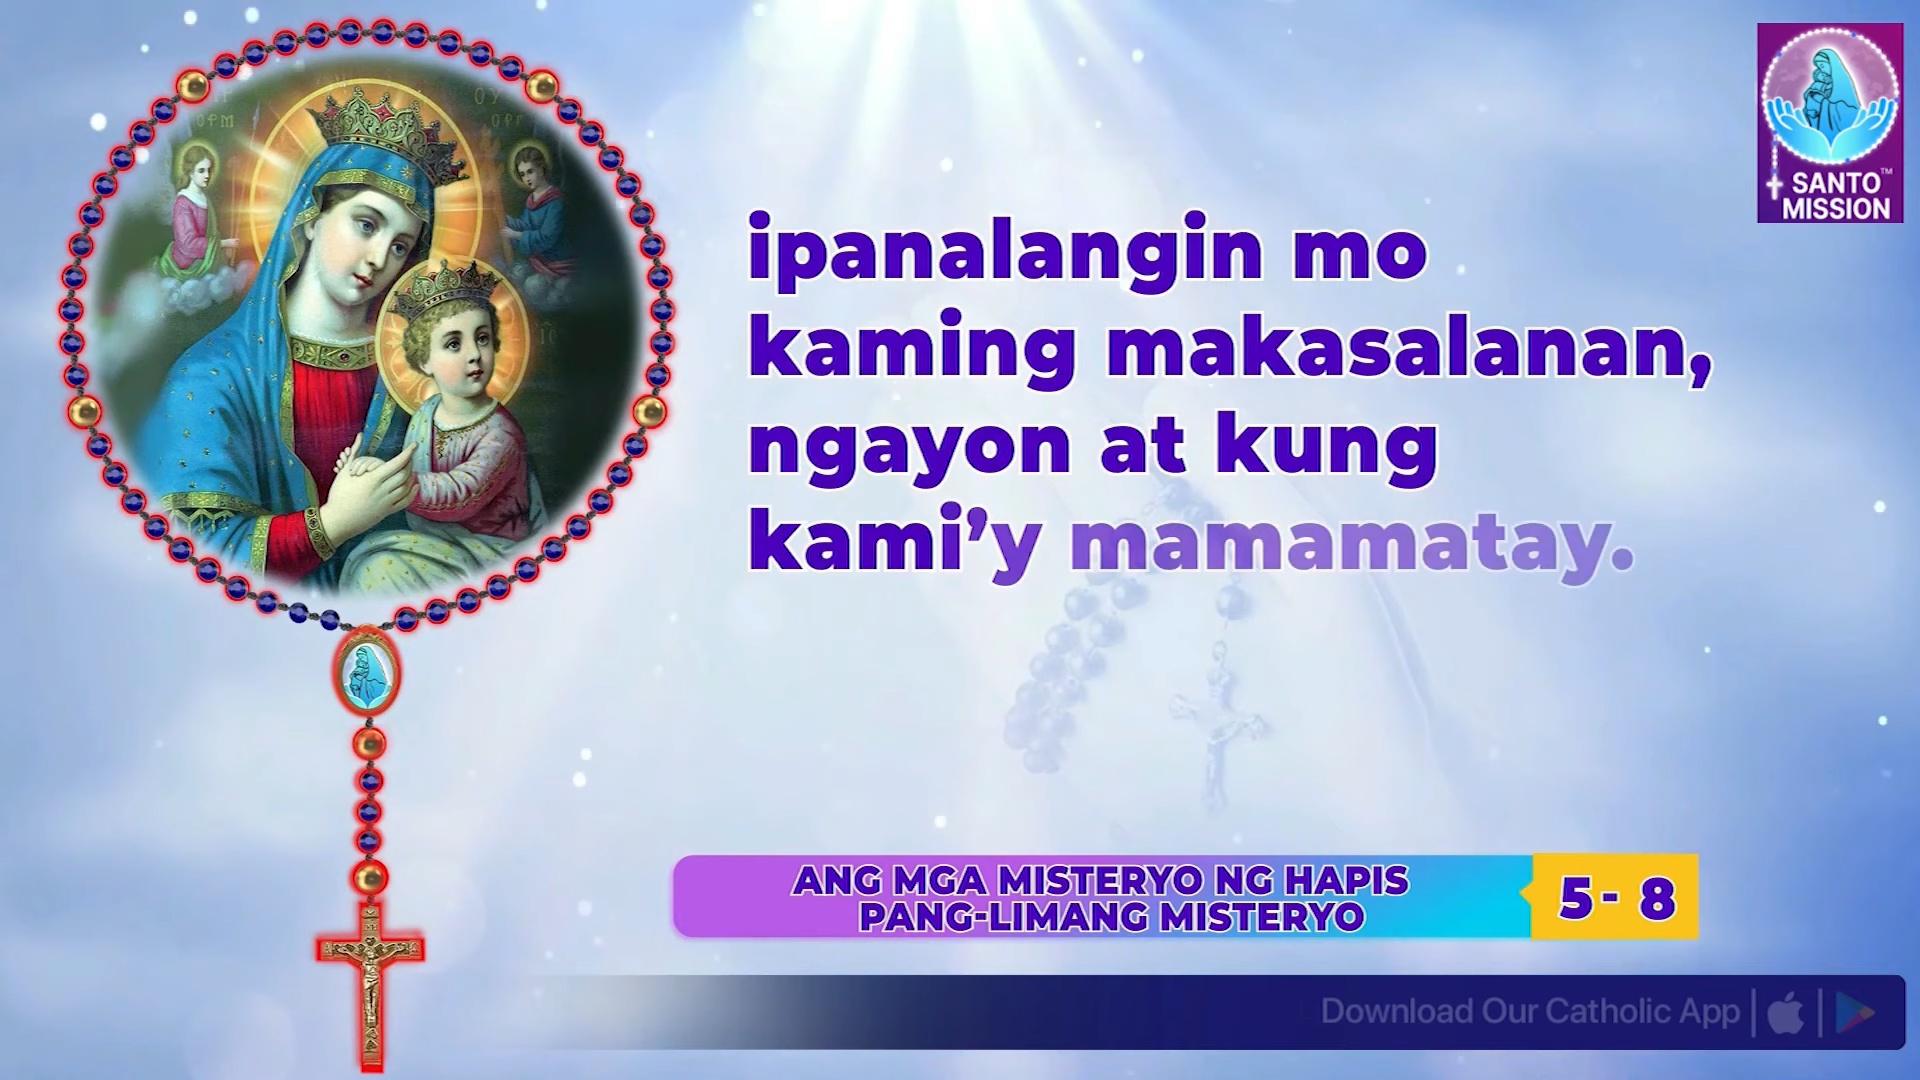 SANTO™
MISSION
ipanalangin mo
kaming makasalanan,
ngayon at kung
kami’y mamamatay.
ANG MGA MISTERYO NG HAPIS
PANG-LIMANG MISTERYO
5- 8
Download Our Catholic App